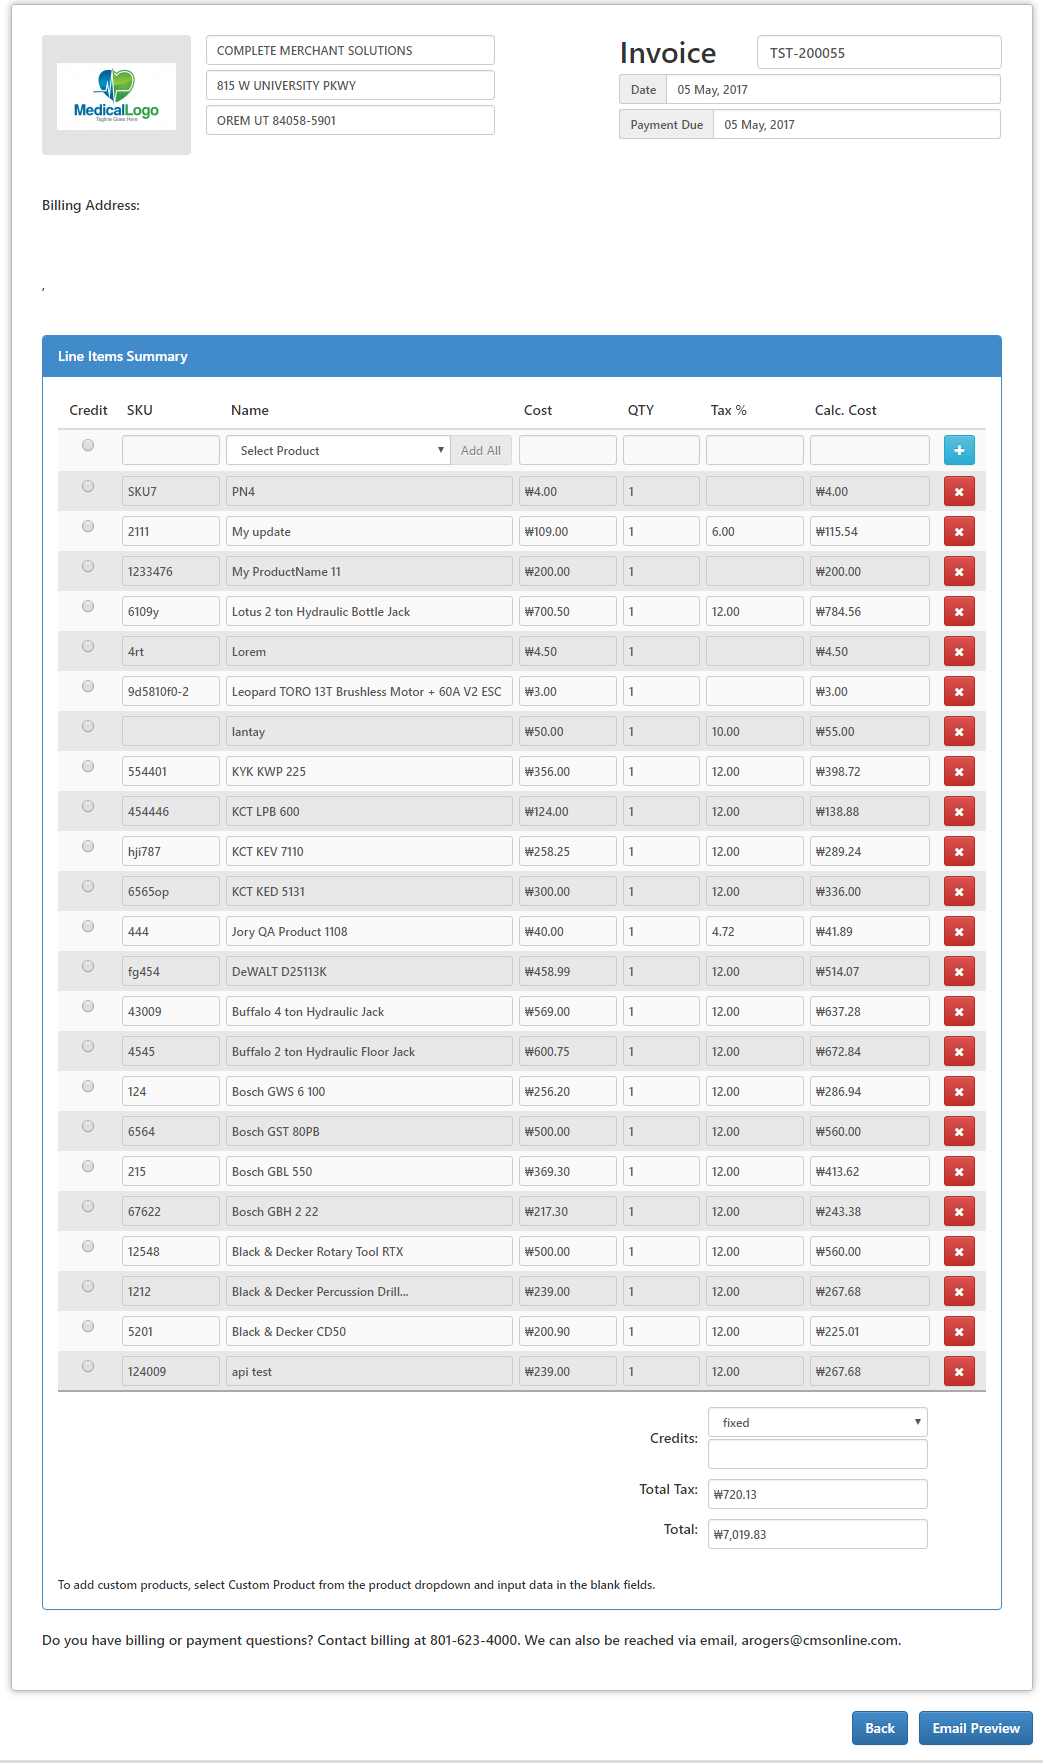 COMPLETE MERCHANT SOLUTIONS
815 W UNIVERSITY PKWY
OREM UT 84058-5901
MedicalLogo
Tagline Goes Here
Invoice TST-200055
Date 05 May, 2017
Payment Due 05 May, 2017
Billing Address:
,
Line Items Summary
Credit SKU Name Cost QTY Tax % Calc. Cost
Select Product Add All
SKU7 PN4 ₩4.00 1 ₩4.00
2111 My update ₩109.00 1 6.00 ₩115.54
1233476 My ProductName 11 ₩200.00 1 ₩200.00
6109y Lotus 2 ton Hydraulic Bottle Jack ₩700.50 1 12.00 ₩784.56
4rt Lorem ₩4.50 1 ₩4.50
9d5810f0-2 Leopard TORO 13T Brushless Motor + 60A V2 ESC ₩3.00 1 ₩3.00
lantay ₩50.00 1 10.00 ₩55.00
554401 KYK KWP 225 ₩356.00 1 12.00 ₩398.72
454446 KCT LPB 600 ₩124.00 1 12.00 ₩138.88
hji787 KCT KEV 7110 ₩258.25 1 12.00 ₩289.24
6565op KCT KED 5131 ₩300.00 1 12.00 ₩336.00
444 Jory QA Product 1108 ₩40.00 1 4.72 ₩41.89
fg454 DeWALT D25113K ₩458.99 1 12.00 ₩514.07
43009 Buffalo 4 ton Hydraulic Jack ₩569.00 1 12.00 ₩637.28
4545 Buffalo 2 ton Hydraulic Floor Jack ₩600.75 1 12.00 ₩672.84
124 Bosch GWS 6 100 ₩256.20 1 12.00 ₩286.94
6564 Bosch GST 80PB ₩500.00 1 12.00 ₩560.00
215 Bosch GBL 550 ₩369.30 1 12.00 ₩413.62
67622 Bosch GBH 2 22 ₩217.30 1 12.00 ₩243.38
12548 Black & Decker Rotary Tool RTX ₩500.00 1 12.00 ₩560.00
1212 Black & Decker Percussion Drill... ₩239.00 1 12.00 ₩267.68
5201 Black & Decker CD50 ₩200.90 1 12.00 ₩225.01
124009 api test ₩239.00 1 12.00 ₩267.68
Credits: fixed
Total Tax: ₩720.13
Total: ₩7,019.83
To add custom products, select Custom Product from the product dropdown and input data in the blank fields.
Do you have billing or payment questions? Contact billing at 801-623-4000. We can also be reached via email, arogers@cmsonline.com.
Back Email Preview